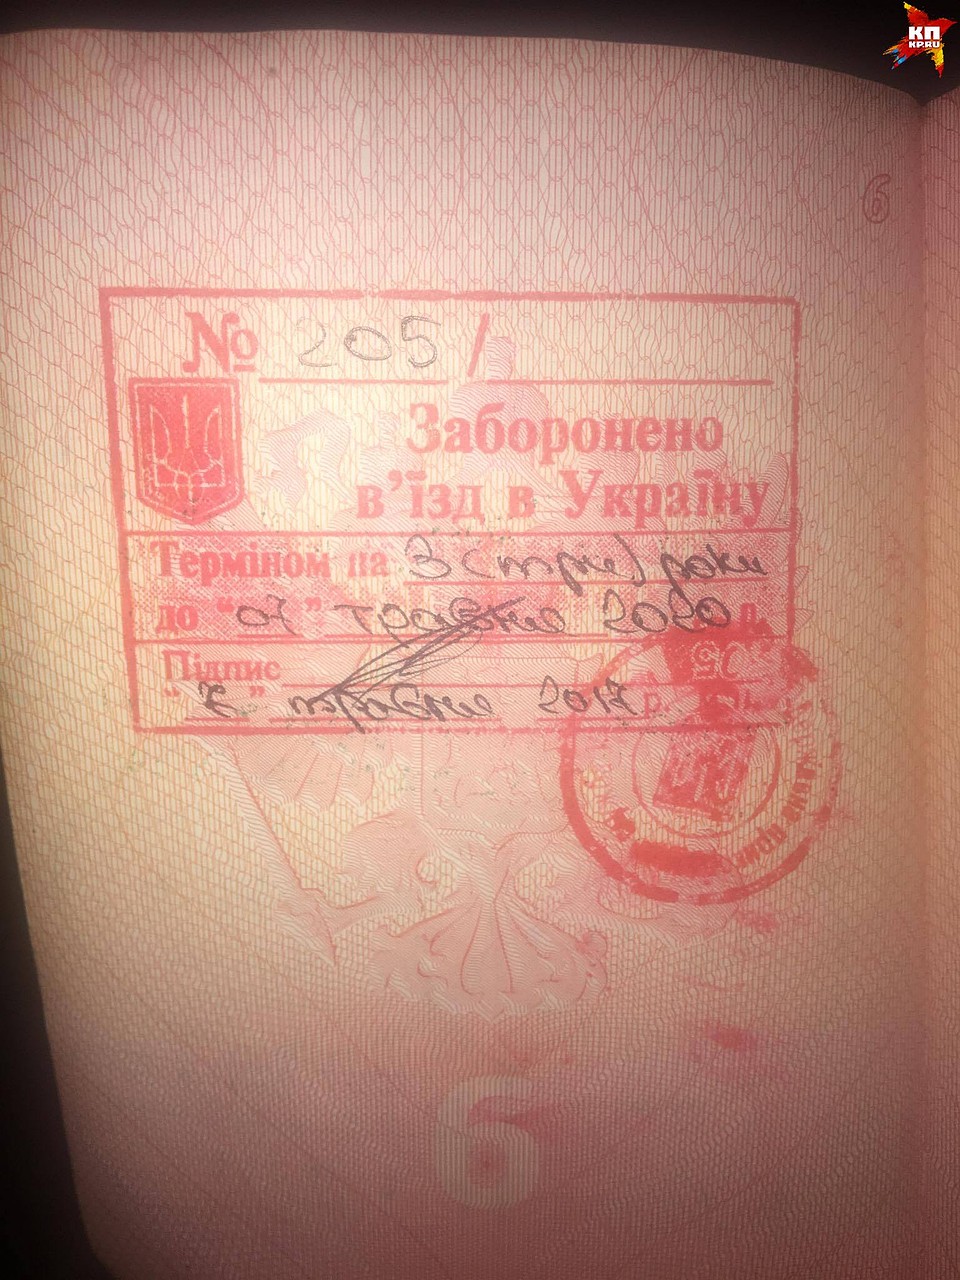 КП
KP.RU
6
№ 205/
Заборонено
в'їзд в Україну
Терміном на 3 (три) роки
до "07" травня 2020 р.
Підпис
"7" травня 2017 р.
205
6